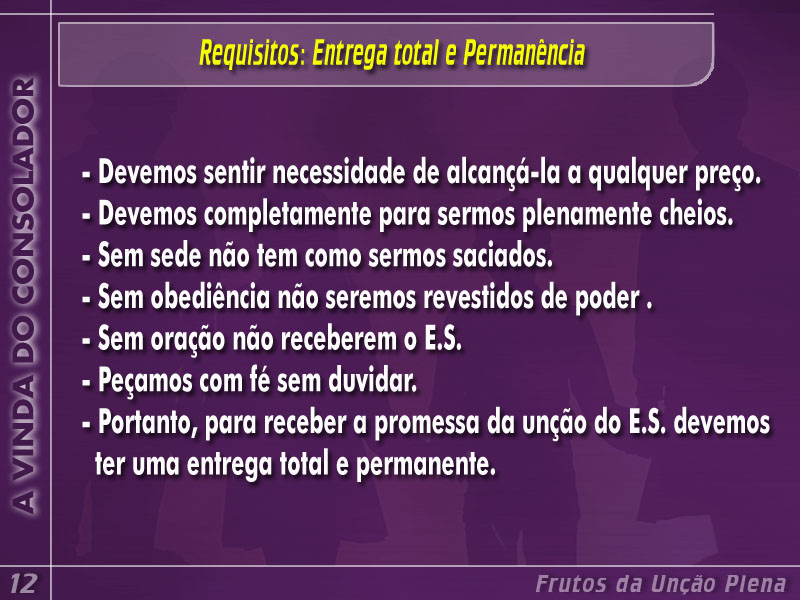 Requisitos: Entrega total e Permanência
A VINDA DO CONSOLADOR
- Devemos sentir necessidade de alcançá-la a qualquer preço.
- Devemos completamente para sermos plenamente cheios.
- Sem sede não tem como sermos saciados.
- Sem obediência não seremos revestidos de poder .
- Sem oração não receberem o E.S.
- Peçamos com fé sem duvidar.
- Portanto, para receber a promessa da unção do E.S. devemos
ter uma entrega total e permanente.
12
Frutos da Unção Plena